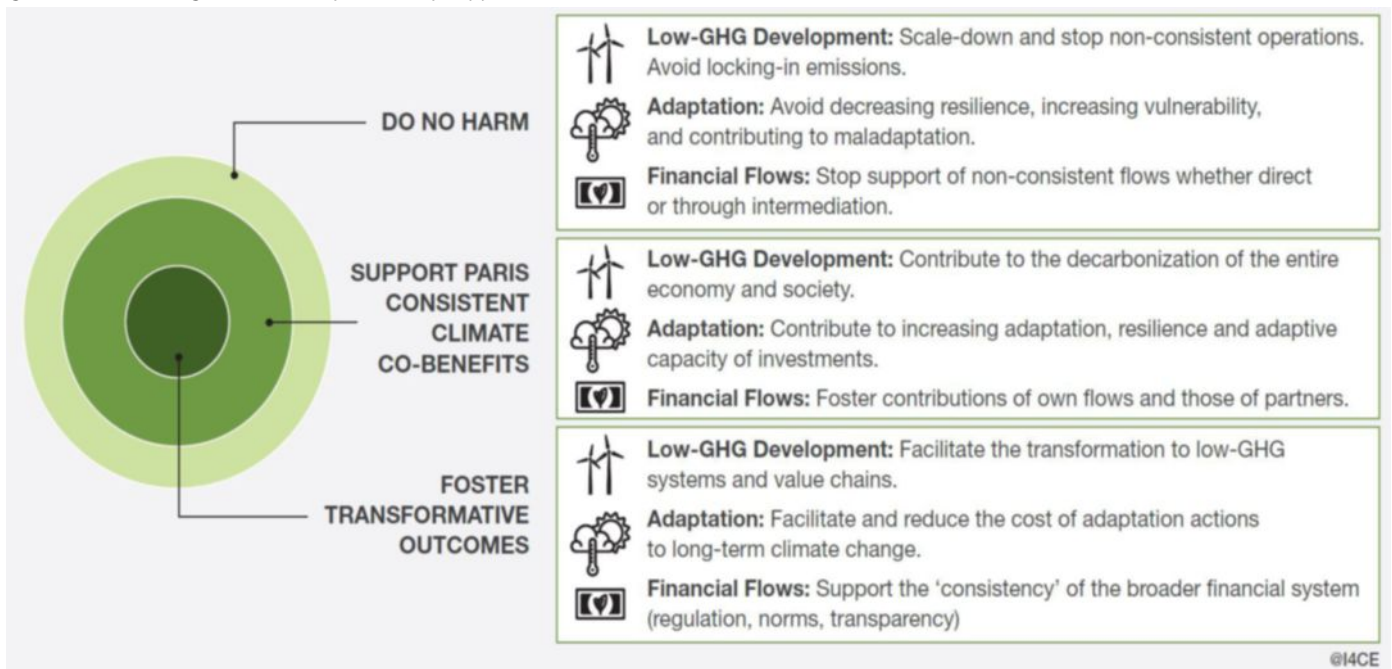 DO NO HARM
Low-GHG Development: Scale-down and stop non-consistent operations.
Avoid locking-in emissions.
Adaptation: Avoid decreasing resilience, increasing vulnerability,
and contributing to maladaptation.
Financial Flows: Stop support of non-consistent flows whether direct
or through intermediation.
SUPPORT PARIS
CONSISTENT
CLIMATE
CO-BENEFITS
Low-GHG Development: Contribute to the decarbonization of the entire
economy and society.
Adaptation: Contribute to increasing adaptation, resilience and adaptive
capacity of investments.
Financial Flows: Foster contributions of own flows and those of partners.
FOSTER
TRANSFORMATIVE
OUTCOMES
Low-GHG Development: Facilitate the transformation to low-GHG
systems and value chains.
Adaptation: Facilitate and reduce the cost of adaptation actions
to long-term climate change.
Financial Flows: Support the ‘consistency’ of the broader financial system
(regulation, norms, transparency)
@I4CE